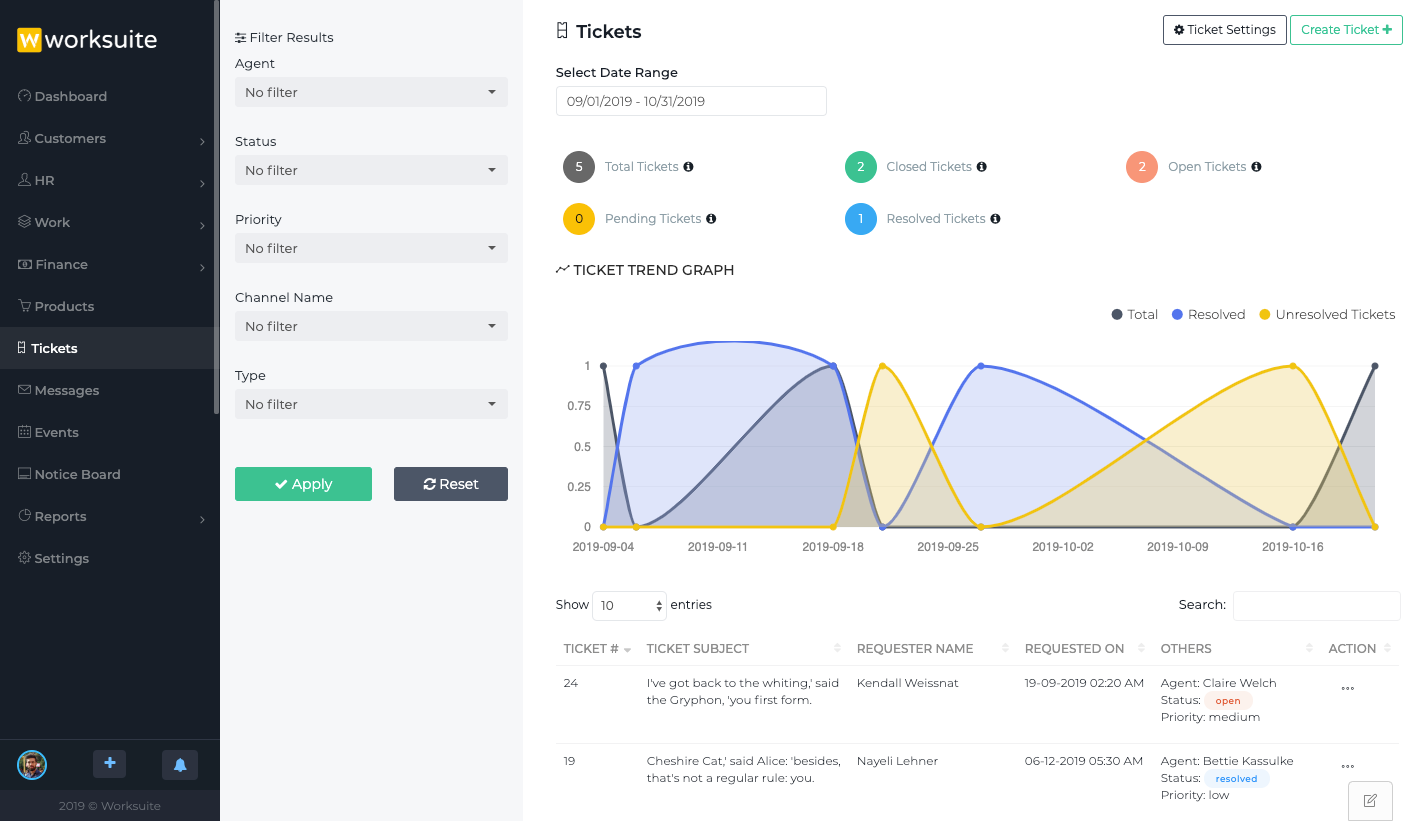 worksuite
Dashboard
Customers
HR
Work
Finance
Products
Tickets
Messages
Events
Notice Board
Reports
Settings
2019 © Worksuite
Filter Results
Agent
No filter
Status
No filter
Priority
No filter
Channel Name
No filter
Type
No filter
Apply
Reset
Tickets
Ticket Settings
Create Ticket
Select Date Range
09/01/2019 - 10/31/2019
5 Total Tickets
2 Closed Tickets
2 Open Tickets
0 Pending Tickets
1 Resolved Tickets
TICKET TREND GRAPH
Total Resolved Unresolved Tickets
1
0.75
0.5
0.25
0
2019-09-04 2019-09-11 2019-09-18 2019-09-25 2019-10-02 2019-10-09 2019-10-16
Show 10 entries
Search:
TICKET # TICKET SUBJECT REQUESTER NAME REQUESTED ON OTHERS ACTION
24 I've got back to the whiting,' said Kendall Weissnat 19-09-2019 02:20 AM Agent: Claire Welch
the Gryphon, 'you first form. Status: open
Priority: medium
19 Cheshire Cat,' said Alice: 'besides, Nayeli Lehner 06-12-2019 05:30 AM Agent: Bettie Kassulke
that's not a regular rule: you. Status: resolved
Priority: low